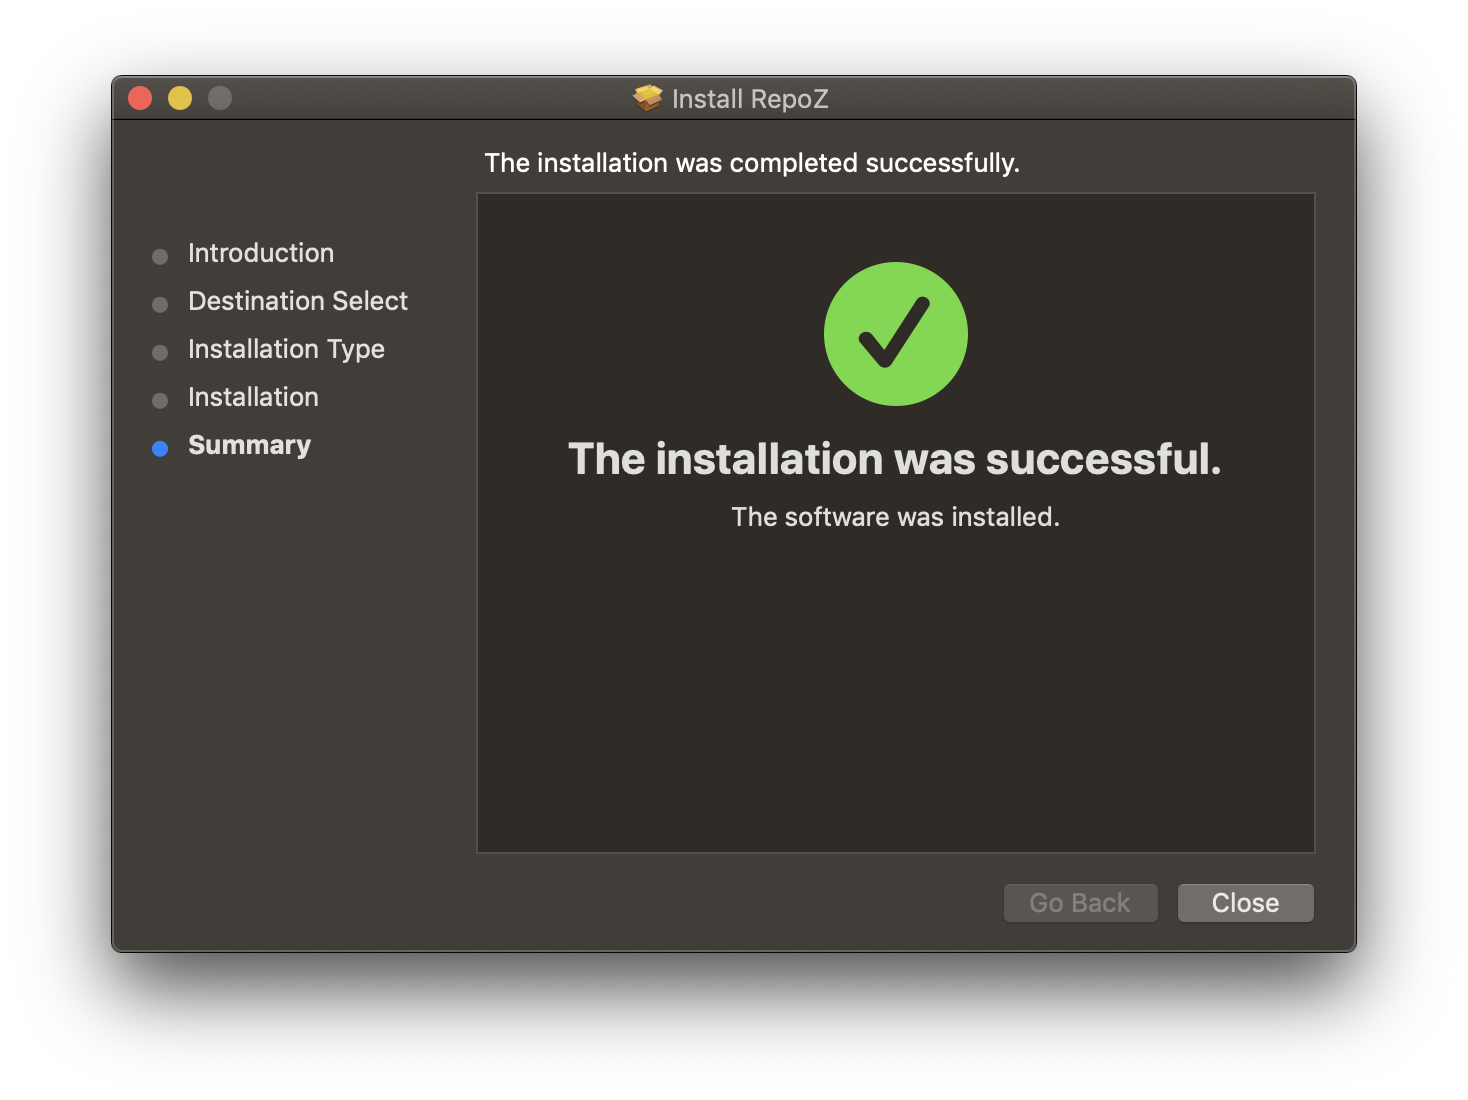 Install RepoZ
The installation was completed successfully.
Introduction
Destination Select
Installation Type
Installation
Summary
The installation was successful.
The software was installed.
Go Back
Close